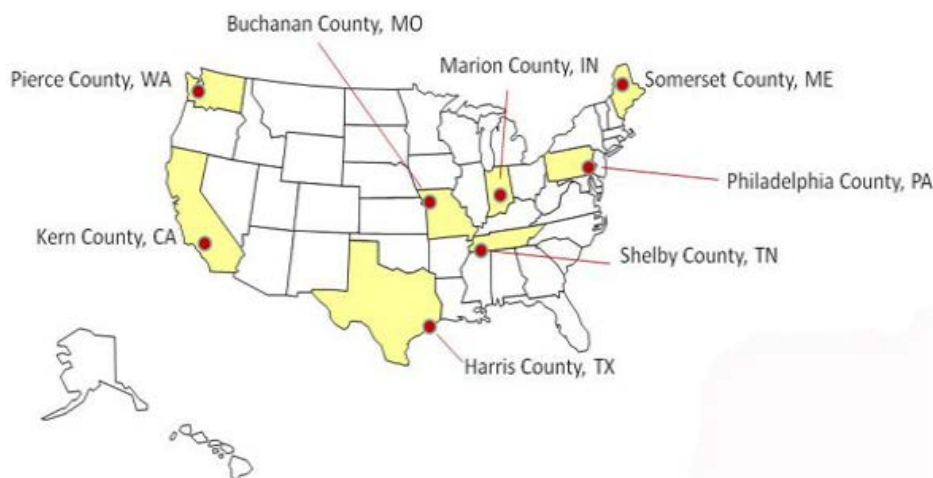 Buchanan County, MO
Marion County, IN
Pierce County, WA
Somerset County, ME
Philadelphia County, PA
Kern County, CA
Shelby County, TN
Harris County, TX